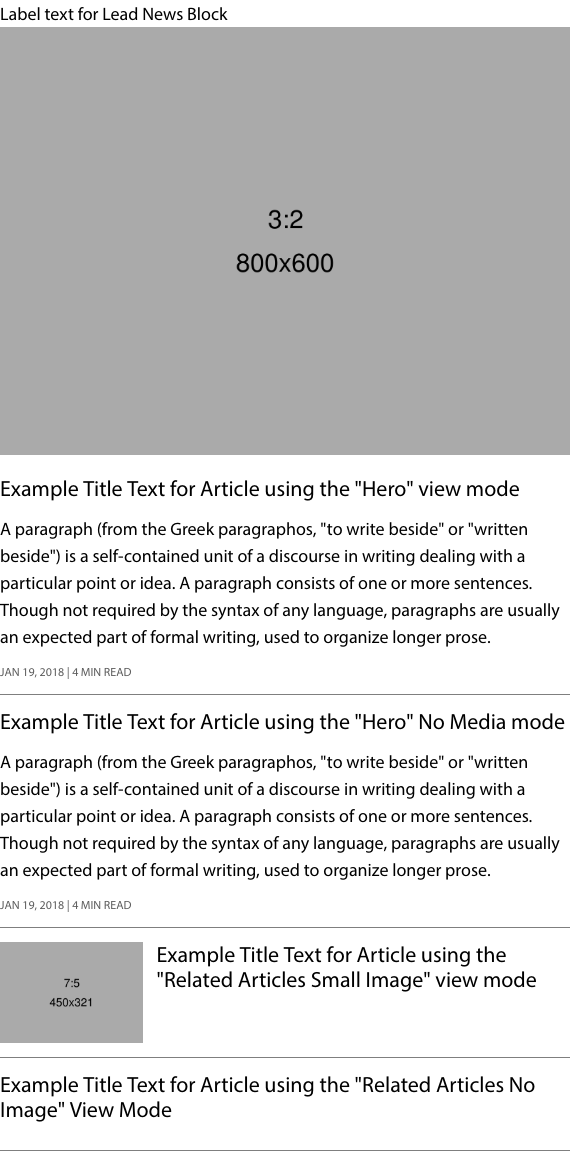 Label text for Lead News Block
3:2
800x600
Example Title Text for Article using the "Hero" view mode
A paragraph (from the Greek paragraphos, "to write beside" or "written
beside") is a self-contained unit of a discourse in writing dealing with a
particular point or idea. A paragraph consists of one or more sentences.
Though not required by the syntax of any language, paragraphs are usually
an expected part of formal writing, used to organize longer prose.
JAN 19, 2018 | 4 MIN READ
Example Title Text for Article using the "Hero" No Media mode
A paragraph (from the Greek paragraphos, "to write beside" or "written
beside") is a self-contained unit of a discourse in writing dealing with a
particular point or idea. A paragraph consists of one or more sentences.
Though not required by the syntax of any language, paragraphs are usually
an expected part of formal writing, used to organize longer prose.
JAN 19, 2018 | 4 MIN READ
7:5
450x321
Example Title Text for Article using the
"Related Articles Small Image" view mode
Example Title Text for Article using the "Related Articles No
Image" View Mode